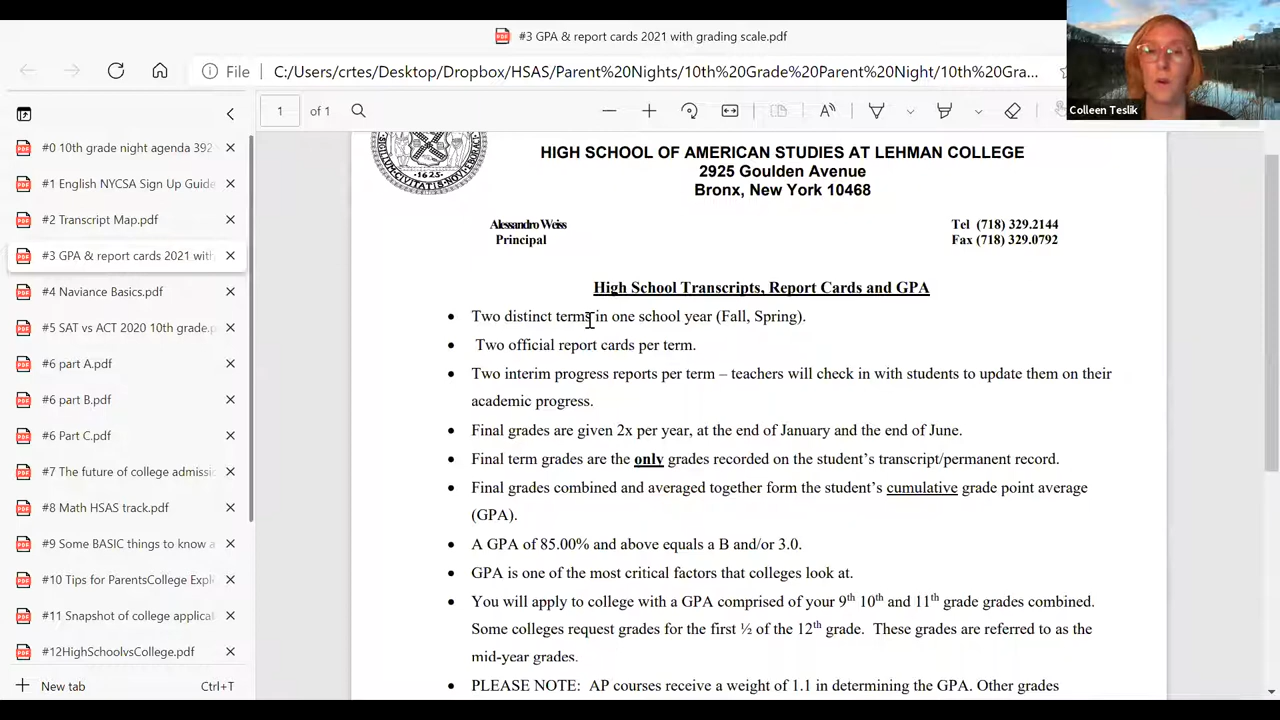 #3 GPA & report cards 2021 with grading scale.pdf
File
C:/Users/crtes/Desktop/Dropbox/HSAS/Parent%20Nights/10th%20Grade%20Parent%20Night/10th%20Gra...
Colleen Teslik
1 of 1
#0 10th grade night agenda 392
#1 English NYCSA Sign Up Guide
#2 Transcript Map.pdf
#3 GPA & report cards 2021 with
#4 Naviance Basics.pdf
#5 SAT vs ACT 2020 10th grade.p
#6 part A.pdf
#6 part B.pdf
#6 Part C.pdf
#7 The future of college admissi
#8 Math HSAS track.pdf
#9 Some BASIC things to know a
#10 Tips for ParentsCollege Expl
#11 Snapshot of college applicat
#12HighSchoolvsCollege.pdf
New tab Ctrl+T
1625
HIGH SCHOOL OF AMERICAN STUDIES AT LEHMAN COLLEGE
2925 Goulden Avenue
Bronx, New York 10468
Alessandro Weiss
Principal
Tel (718) 329.2144
Fax (718) 329.0792
High School Transcripts, Report Cards and GPA
• Two distinct terms in one school year (Fall, Spring).
• Two official report cards per term.
• Two interim progress reports per term – teachers will check in with students to update them on their
academic progress.
• Final grades are given 2x per year, at the end of January and the end of June.
• Final term grades are the only grades recorded on the student's transcript/permanent record.
• Final grades combined and averaged together form the student's cumulative grade point average
(GPA).
• A GPA of 85.00% and above equals a B and/or 3.0.
• GPA is one of the most critical factors that colleges look at.
• You will apply to college with a GPA comprised of your 9th 10th and 11th grade grades combined.
Some colleges request grades for the first ½ of the 12th grade. These grades are referred to as the
mid-year grades.
• PLEASE NOTE: AP courses receive a weight of 1.1 in determining the GPA. Other grades